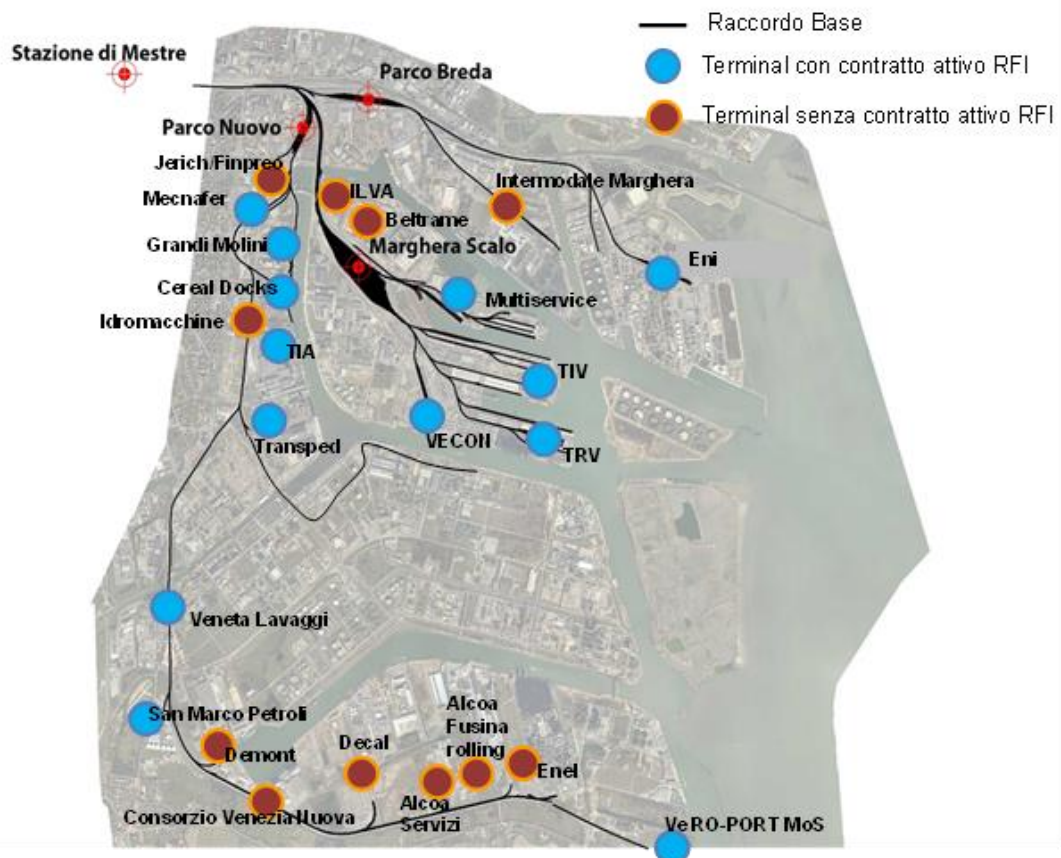 Raccordo Base
Terminal con contratto attivo RFI
Terminal senza contratto attivo RFI
Stazione di Mestre
Parco Breda
Parco Nuovo
Jerich/Finpreo
Mecnafer
ILVA
Intermodale Marghera
Beltrame
Grandi Molini
Marghera Scalo
Eni
Cereal Docks
Multiservice
Idromacchine
TIA
TIV
Transped
VECON
TRV
Veneta Lavaggi
San Marco Petroli
Demont
Decal
Alcoa
Fusina
rolling
Enel
Consorzio Venezia Nuova
Alcoa
Servizi
VeRO-PORT MoS